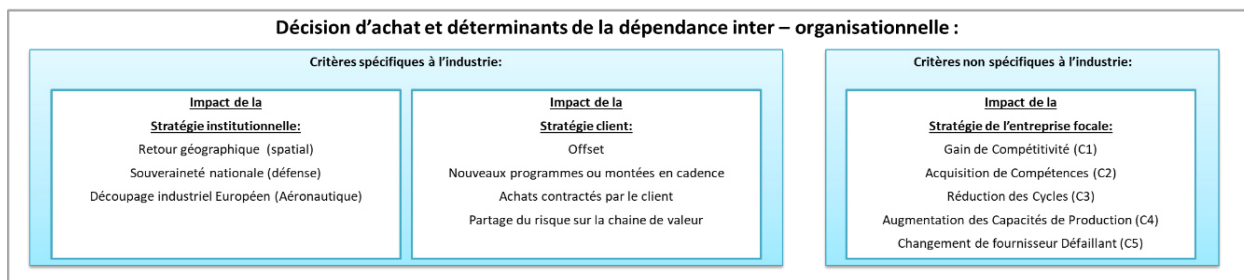 Décision d'achat et déterminants de la dépendance inter – organisationnelle :
Critères spécifiques à l'industrie:
Impact de la
Stratégie institutionnelle:
Retour géographique (spatial)
Souveraineté nationale (défense)
Découpage industriel Européen (Aéronautique)
Impact de la
Stratégie client:
Offset
Nouveaux programmes ou montées en cadence
Achats contractés par le client
Partage du risque sur la chaine de valeur
Critères non spécifiques à l'industrie:
Impact de la
Stratégie de l'entreprise focale:
Gain de Compétitivité (C1)
Acquisition de Compétences (C2)
Réduction des Cycles (C3)
Augmentation des Capacités de Production (C4)
Changement de fournisseur Défaillant (C5)